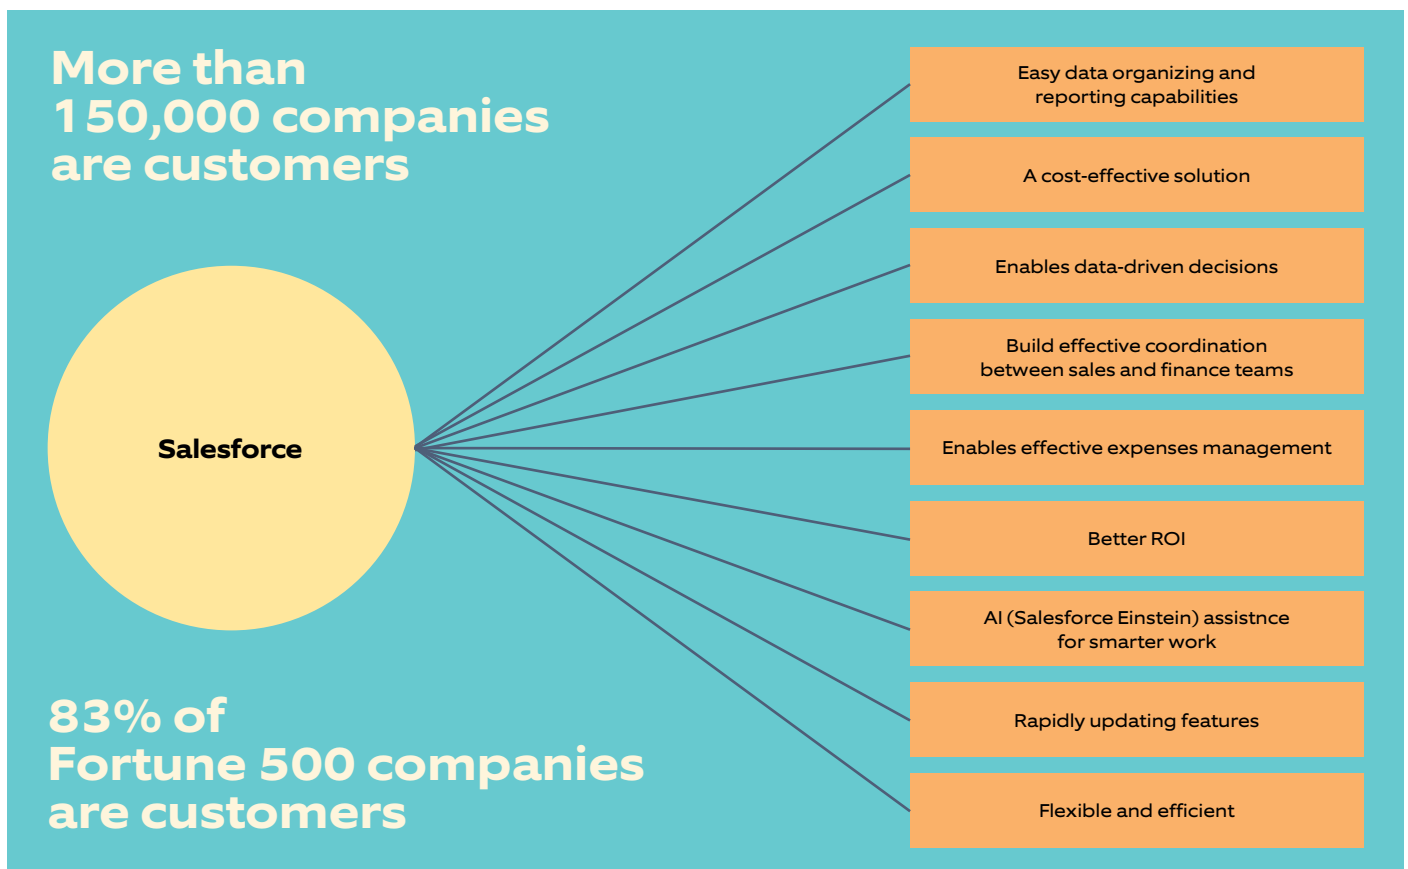 More than
150,000 companies
are customers
Salesforce
83% of
Fortune 500 companies
are customers
Easy data organizing and
reporting capabilities
A cost-effective solution
Enables data-driven decisions
Build effective coordination
between sales and finance teams
Enables effective expenses management
Better ROI
AI (Salesforce Einstein) assistnce
for smarter work
Rapidly updating features
Flexible and efficient